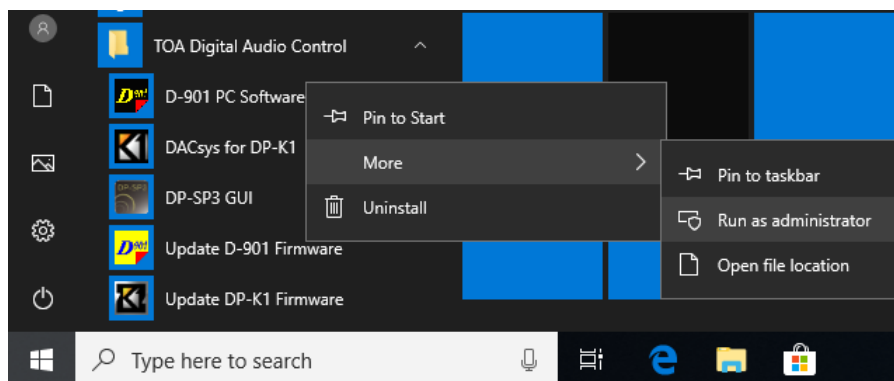 TOA Digital Audio Control
D-901 PC Software
DACsys for DP-K1
DP-SP3 GUI
Update D-901 Firmware
Update DP-K1 Firmware
Pin to Start
More
Uninstall
Pin to taskbar
Run as administrator
Open file location
Type here to search